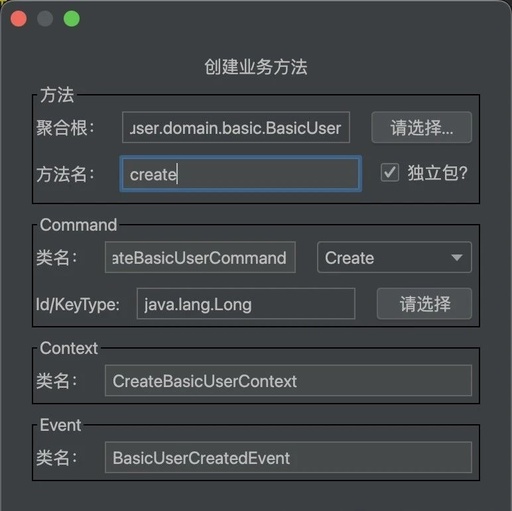 创建业务方法
方法
聚合根： user.domain.basic.BasicUser 请选择...
方法名： create 独立包?
Command
类名： ateBasicUserCommand Create
Id/KeyType: java.lang.Long 请选择
Context
类名： CreateBasicUserContext
Event
类名： BasicUserCreatedEvent